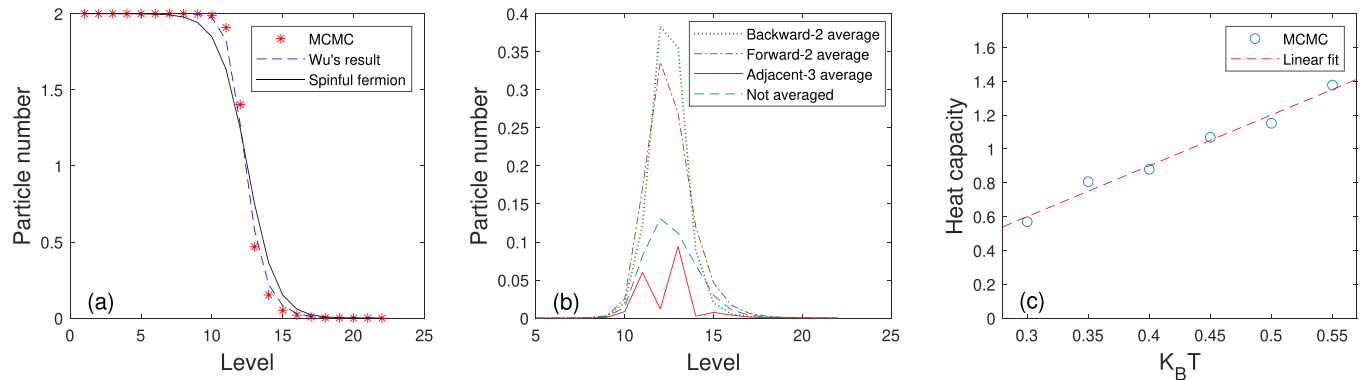 2
1.5
1
0.5
0
0
5
10
15
20
25
Particle number
Level
(a)
MCMC
Wu's result
Spinful fermion
0.4
0.35
0.3
0.25
0.2
0.15
0.1
0.05
0
5
10
15
20
25
Particle number
Level
(b)
Backward-2 average
Forward-2 average
Adjacent-3 average
Not averaged
1.6
1.4
1.2
1
0.8
0.6
0.4
0.2
0
0.3
0.35
0.4
0.45
0.5
0.55
Heat capacity
K_BT
(c)
MCMC
Linear fit